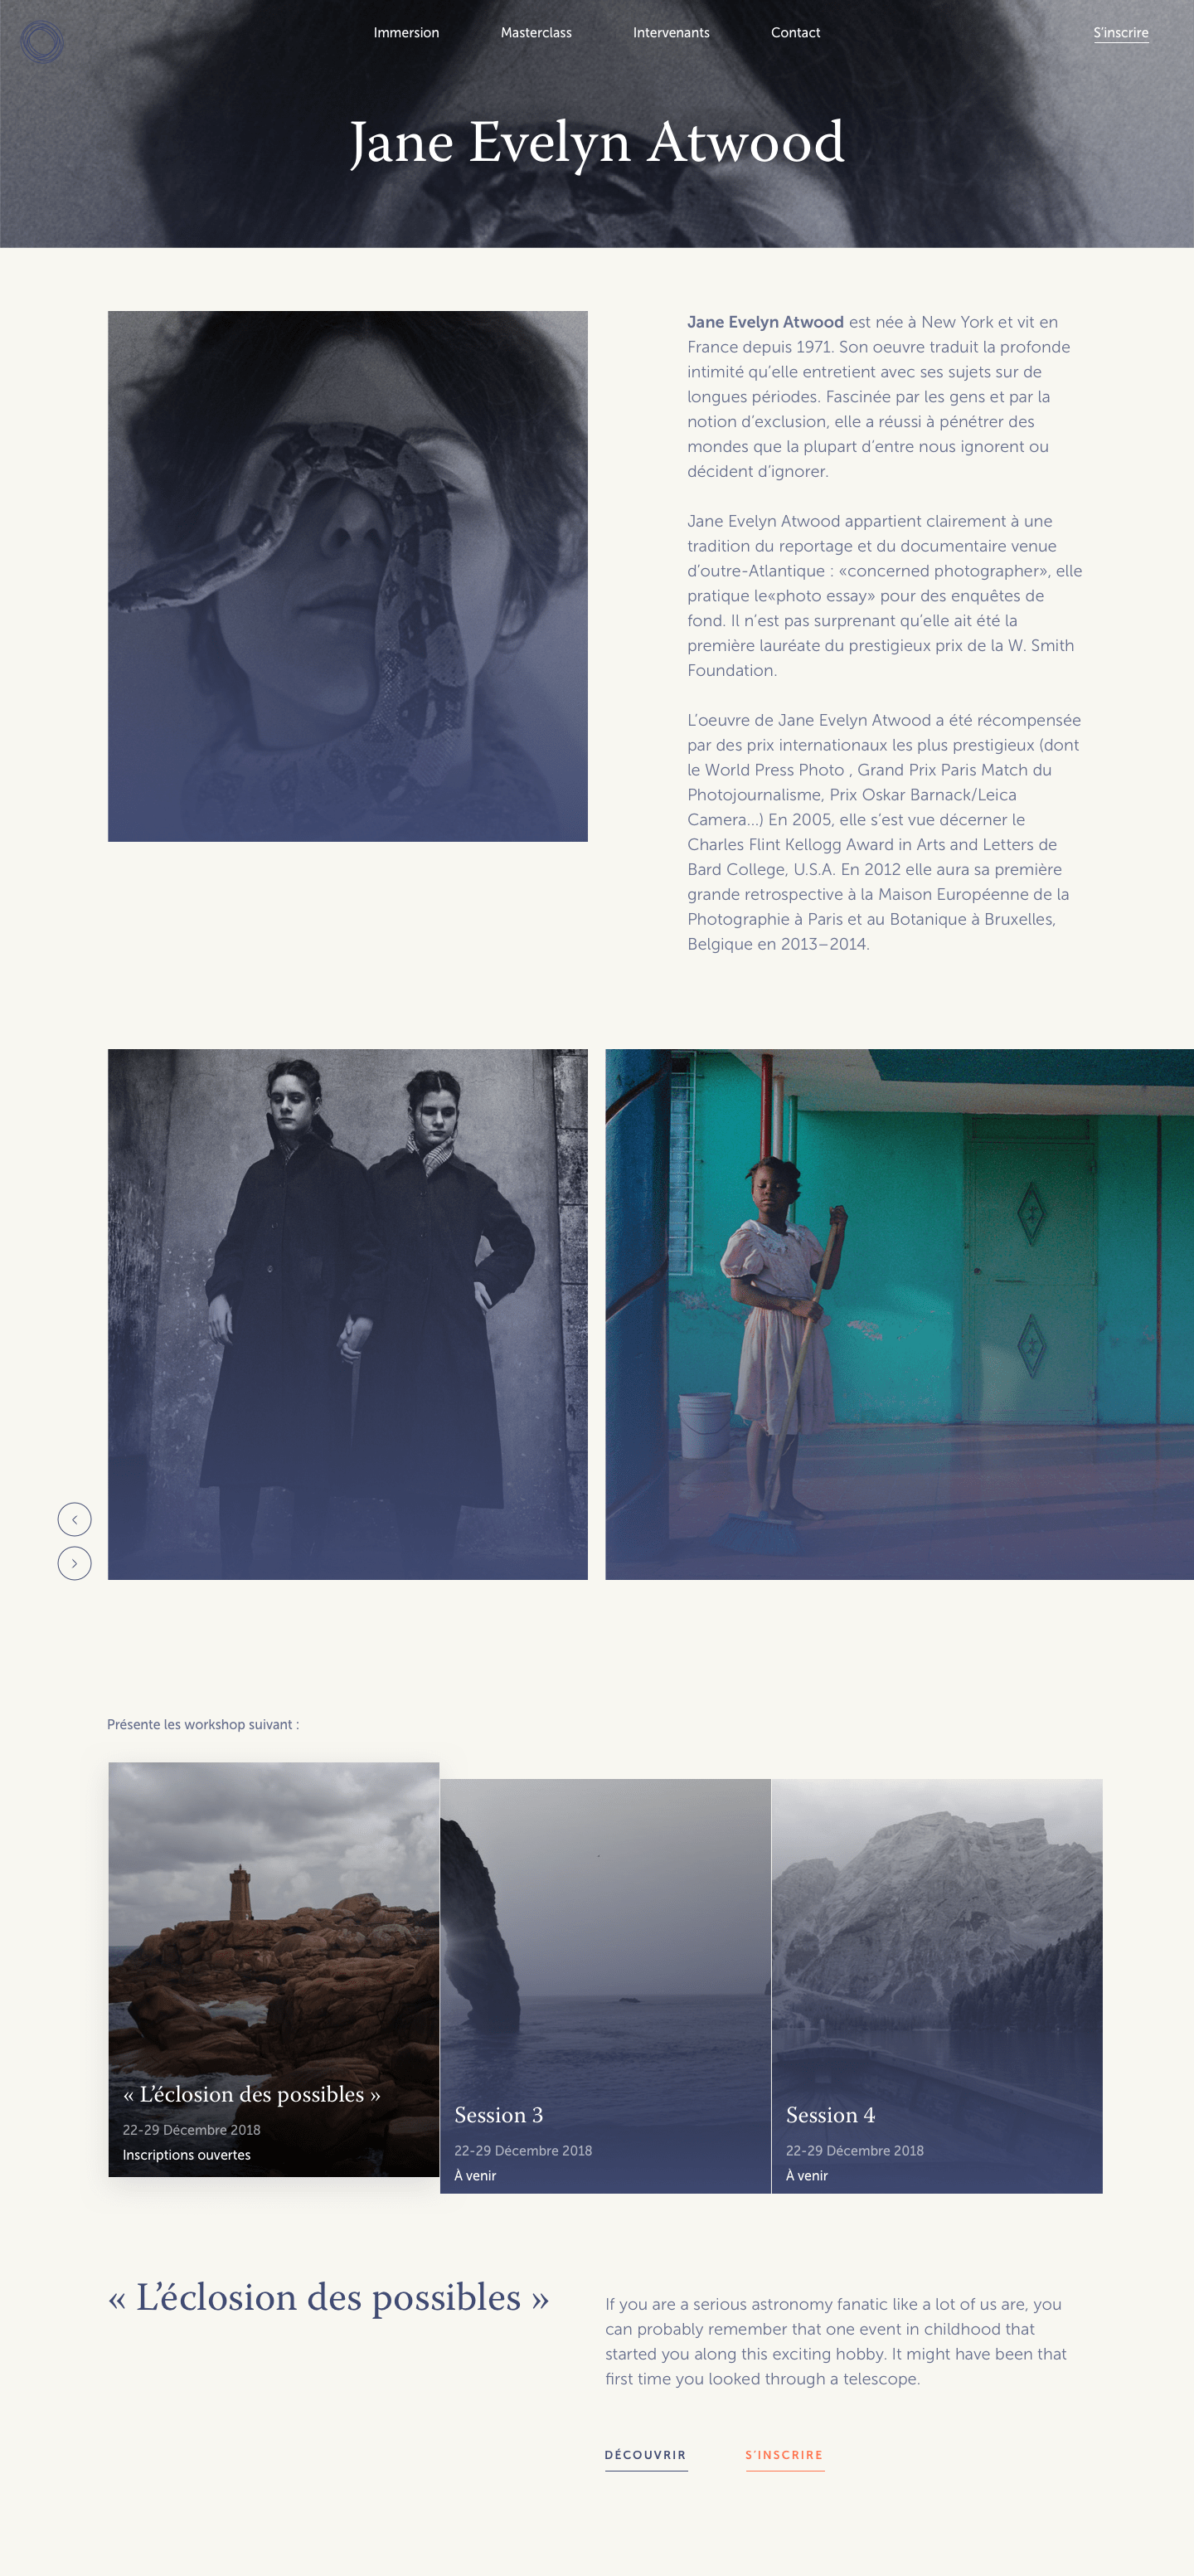 Immersion
Masterclass
Intervenants
Contact
S’inscrire
Jane Evelyn Atwood
Jane Evelyn Atwood est née à New York et vit en
France depuis 1971. Son oeuvre traduit la profonde
intimité qu’elle entretient avec ses sujets sur de
longues périodes. Fascinée par les gens et par la
notion d’exclusion, elle a réussi à pénétrer des
mondes que la plupart d’entre nous ignorent ou
décident d’ignorer.
Jane Evelyn Atwood appartient clairement à une
tradition du reportage et du documentaire venue
d’outre-Atlantique : «concerned photographer», elle
pratique le«photo essay» pour des enquêtes de
fond. Il n’est pas surprenant qu’elle ait été la
première lauréate du prestigieux prix de la W. Smith
Foundation.
L’oeuvre de Jane Evelyn Atwood a été récompensée
par des prix internationaux les plus prestigieux (dont
le World Press Photo , Grand Prix Paris Match du
Photojournalisme, Prix Oskar Barnack/Leica
Camera...) En 2005, elle s’est vue décerner le
Charles Flint Kellogg Award in Arts and Letters de
Bard College, U.S.A. En 2012 elle aura sa première
grande retrospective à la Maison Européenne de la
Photographie à Paris et au Botanique à Bruxelles,
Belgique en 2013–2014.
Présente les workshop suivant :
« L’éclosion des possibles »
22-29 Décembre 2018
Inscriptions ouvertes
Session 3
22-29 Décembre 2018
À venir
Session 4
22-29 Décembre 2018
À venir
« L’éclosion des possibles »
If you are a serious astronomy fanatic like a lot of us are, you
can probably remember that one event in childhood that
started you along this exciting hobby. It might have been that
first time you looked through a telescope.
DÉCOUVRIR
S’INSCRIRE